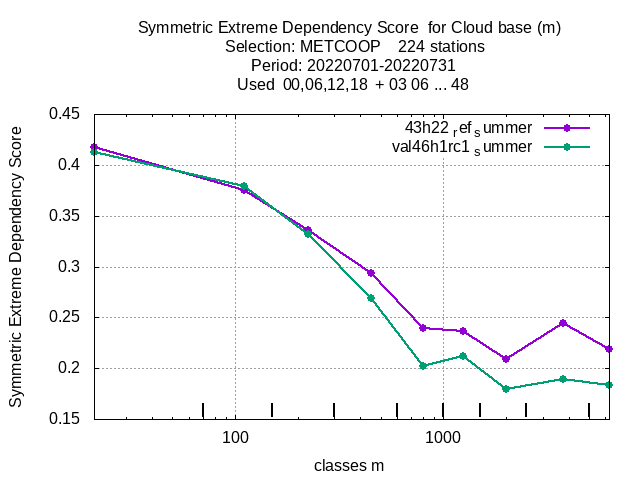 Symmetric Extreme Dependency Score  for Cloud base (m)
Selection: METCOOP    224 stations
Period: 20220701-20220731
Used  00,06,12,18  + 03 06 ... 48
Symmetric Extreme Dependency Score
0.45
0.4
0.35
0.3
0.25
0.2
0.15
43h22ref summer
val46h1rc1 summer
100
1000
classes m